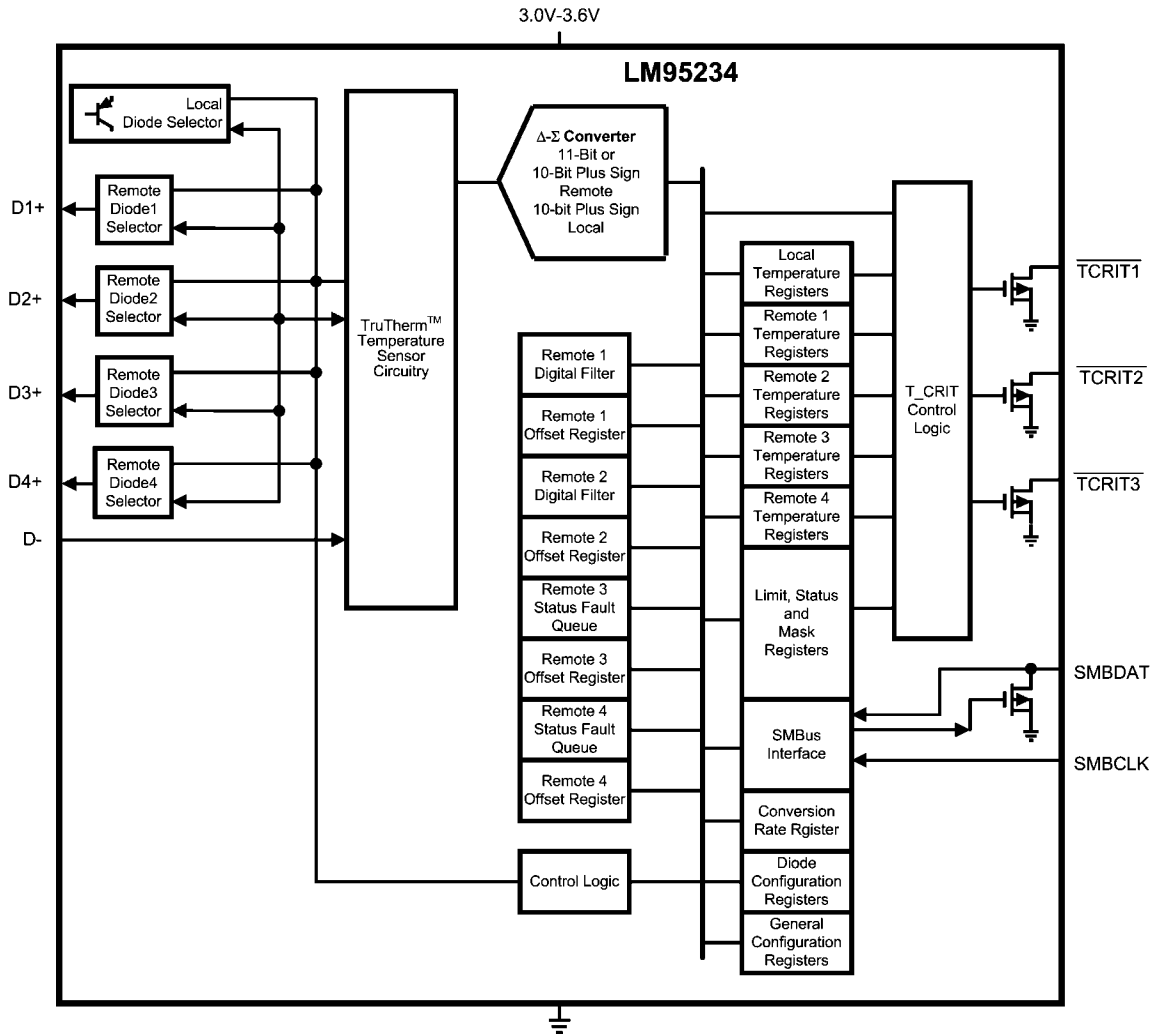 3.0V-3.6V
LM95234
Local
Diode Selector
Remote
Diode1
Selector
Remote
Diode2
Selector
Remote
Diode3
Selector
Remote
Diode4
Selector
D1+
D2+
D3+
D4+
D-
TruTherm™
Temperature
Sensor
Circuitry
Δ-Σ Converter
11-Bit or
10-Bit Plus Sign
Remote
10-bit Plus Sign
Local
Remote 1
Digital Filter
Remote 1
Offset Register
Remote 2
Digital Filter
Remote 2
Offset Register
Remote 3
Status Fault
Queue
Remote 3
Offset Register
Remote 4
Status Fault
Queue
Remote 4
Offset Register
Control Logic
Local
Temperature
Registers
Remote 1
Temperature
Registers
Remote 2
Temperature
Registers
Remote 3
Temperature
Registers
Remote 4
Temperature
Registers
Limit, Status
and
Mask
Registers
SMBus
Interface
Conversion
Rate Rgister
Diode
Configuration
Registers
General
Configuration
Registers
T_CRIT
Control
Logic
TCRIT1
TCRIT2
TCRIT3
SMBDAT
SMBCLK